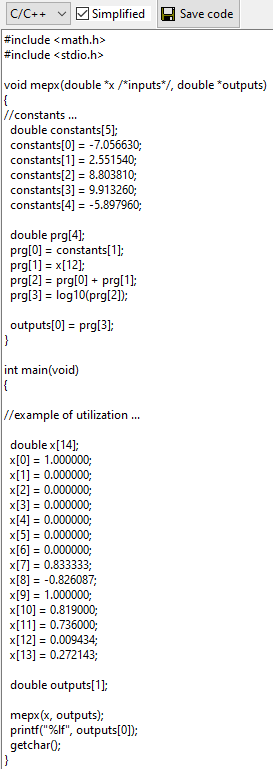 C/C++ Simplified Save code
#include <math.h>
#include <stdio.h>
void mepx(double *x /*inputs*/, double *outputs)
{
//constants ...
double constants[5];
constants[0] = -7.056630;
constants[1] = 2.551540;
constants[2] = 8.803810;
constants[3] = 9.913260;
constants[4] = -5.897960;
double prg[4];
prg[0] = constants[1];
prg[1] = x[12];
prg[2] = prg[0] + prg[1];
prg[3] = log10(prg[2]);
outputs[0] = prg[3];
}
int main(void)
{
//example of utilization ...
double x[14];
x[0] = 1.000000;
x[1] = 0.000000;
x[2] = 0.000000;
x[3] = 0.000000;
x[4] = 0.000000;
x[5] = 0.000000;
x[6] = 0.000000;
x[7] = 0.833333;
x[8] = -0.826087;
x[9] = 1.000000;
x[10] = 0.819000;
x[11] = 0.736000;
x[12] = 0.009434;
x[13] = 0.272143;
double outputs[1];
mepx(x, outputs);
printf("%lf", outputs[0]);
getchar();
}